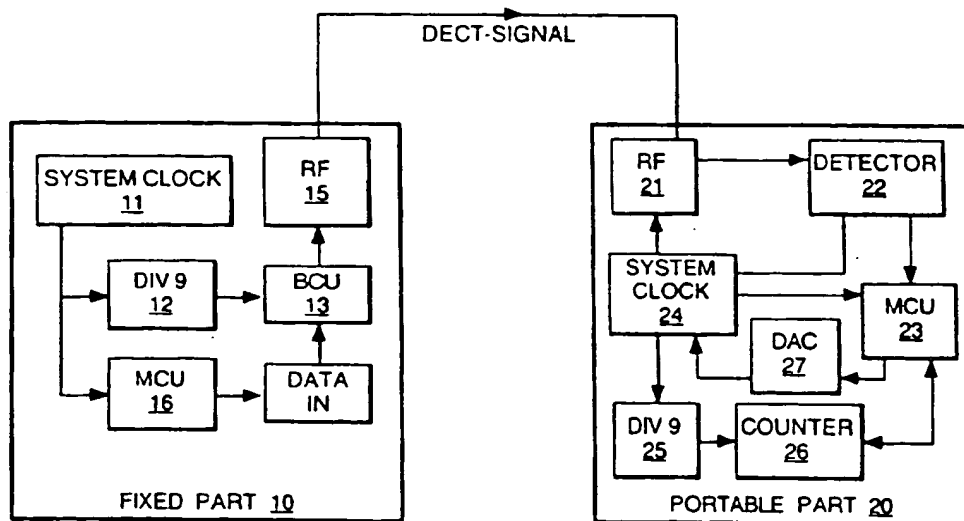 DECT-SIGNAL
SYSTEM CLOCK
11
RF
15
DIV 9
12
BCU
13
MCU
16
DATA
IN
FIXED PART 10
RF
21
DETECTOR
22
SYSTEM
CLOCK
24
MCU
23
DAC
27
DIV 9
25
COUNTER
26
PORTABLE PART 20